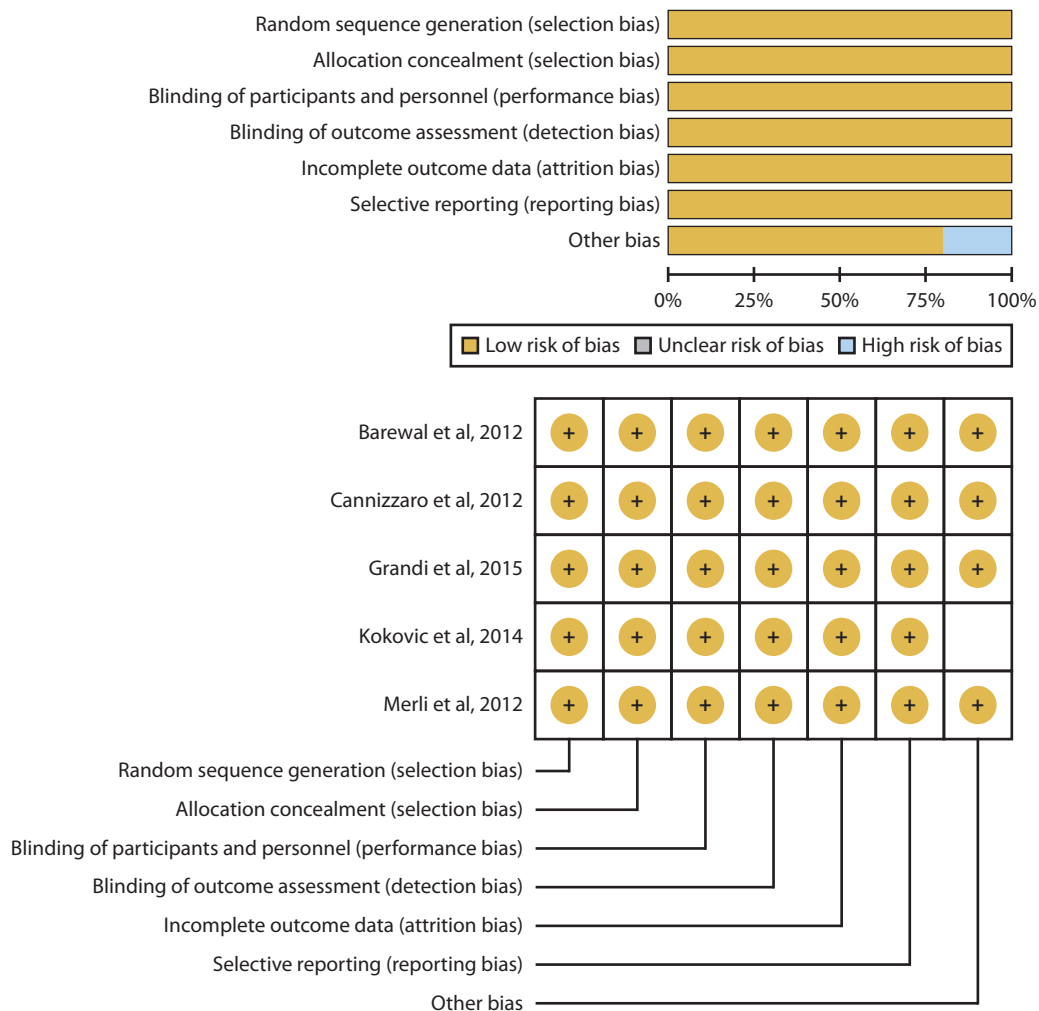 Random sequence generation (selection bias)
Allocation concealment (selection bias)
Blinding of participants and personnel (performance bias)
Blinding of outcome assessment (detection bias)
Incomplete outcome data (attrition bias)
Selective reporting (reporting bias)
Other bias
0% 25% 50% 75% 100%
Low risk of bias Unclear risk of bias High risk of bias
Barewal et al, 2012 + + + + + + +
Cannizzaro et al, 2012 + + + + + + +
Grandi et al, 2015 + + + + + + +
Kokovic et al, 2014 + + + + + +
Merli et al, 2012 + + + + + + +
Random sequence generation (selection bias)
Allocation concealment (selection bias)
Blinding of participants and personnel (performance bias)
Blinding of outcome assessment (detection bias)
Incomplete outcome data (attrition bias)
Selective reporting (reporting bias)
Other bias